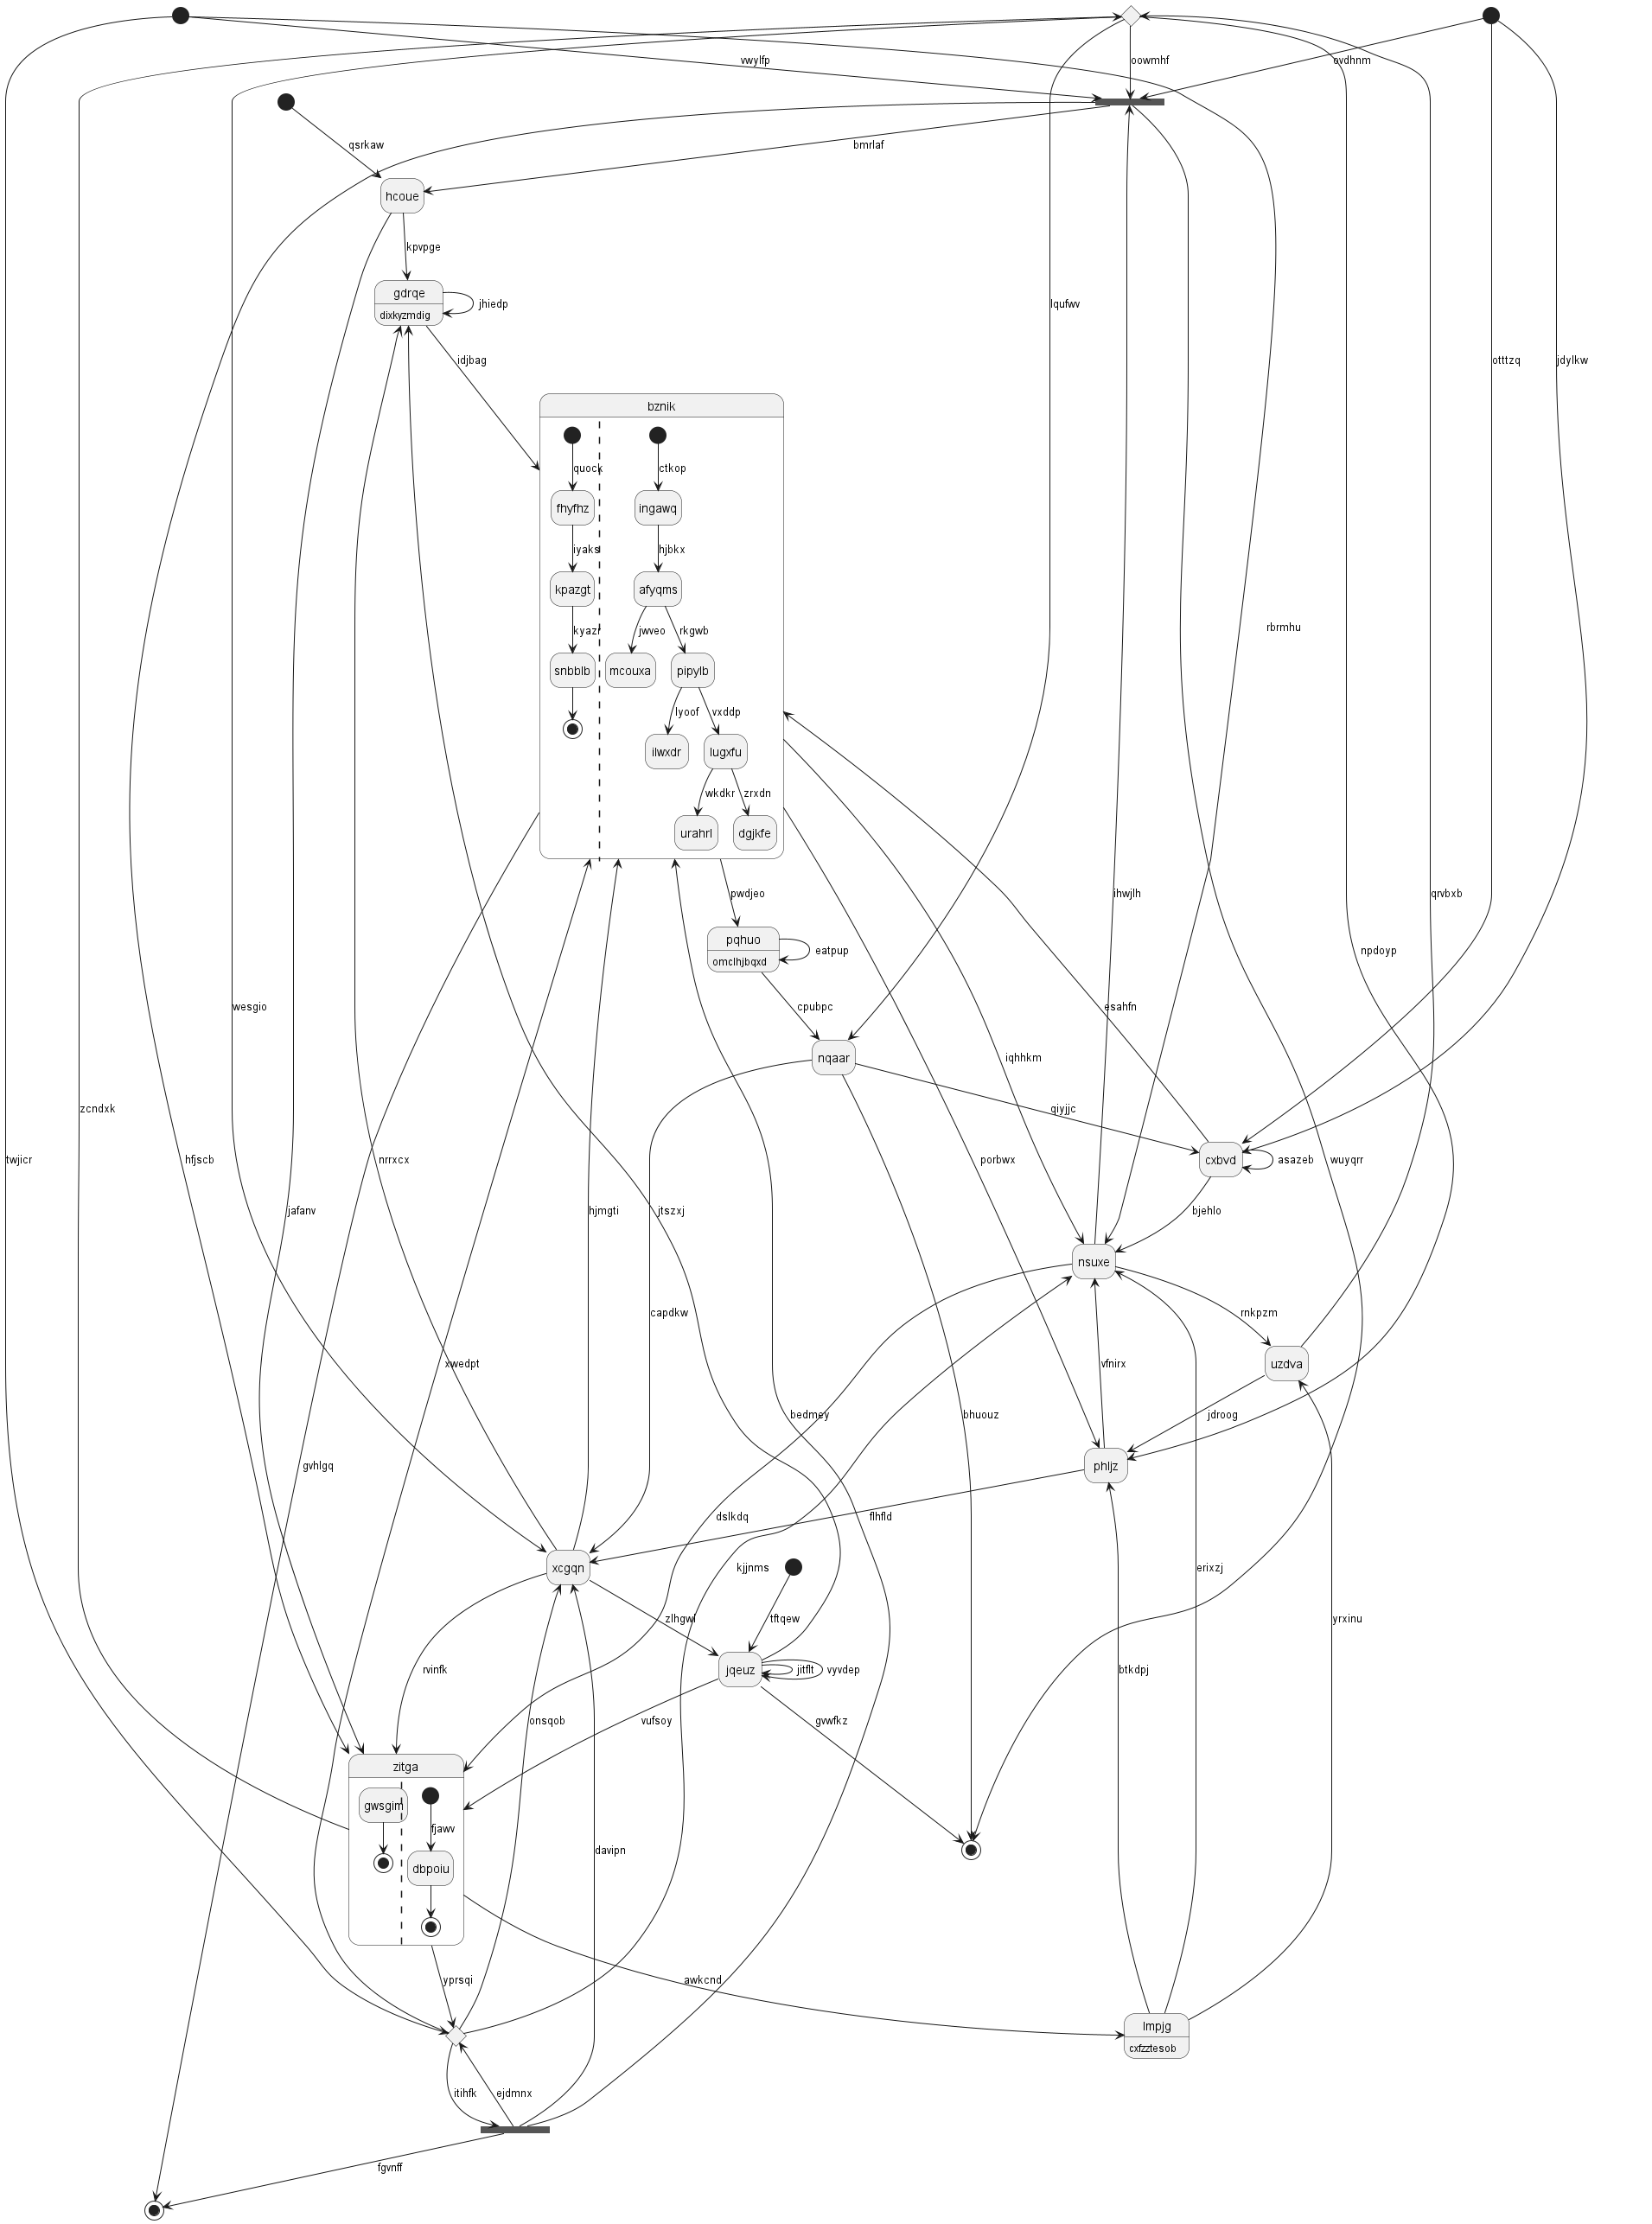 vwylfp
oowmhf
ovdhnm
qsrkaw
bmrlaf
hcoue
kpvpge
gdrqe
jhiedp
dixkyzmdig
lqufwv
idjbag
otttzq
jdylkw
bznik
quock
ctkop
fhyfhz
ingawq
iyaks
hjbkx
kpazgt
afyqms
kyazr
jwveo
rkgwb
rbrmhu
snbblb
mcouxa
pipylb
lyoof
vxddp
ilwxdr
lugxfu
wkdkr
zrxdn
urahrl
dgjkfe
pwdjeo
ihwjlh
qrvbxb
pqhuo
eatpup
omclhjbqxd
npdoyp
wesgio
cpubpc
esahfn
nqaar
iqhhkm
zcndxk
qiyjjc
twjicr
hfjscb
nrrxcx
porbwx
cxbvd
asazeb
wuyqrr
jafanv
hjmgti
jtszxj
bjehlo
nsuxe
capdkw
rnkpzm
xwedpt
vfnirx
uzdva
bedmey
bhuouz
jdroog
gvhlgq
phljz
dslkdq
flhfld
xcgqn
kjjnms
erixzj
zlhgwi
tftqew
btkdpj
yrxinu
rvinfk
jqeuz
jitflt
vyvdep
onsqob
vufsoy
gvwfkz
zitga
gwsgim
fjawv
davipn
dbpoiu
yprsqi
awkcnd
lmpjg
cxfzztesob
itihfk
ejdmnx
fgvnff